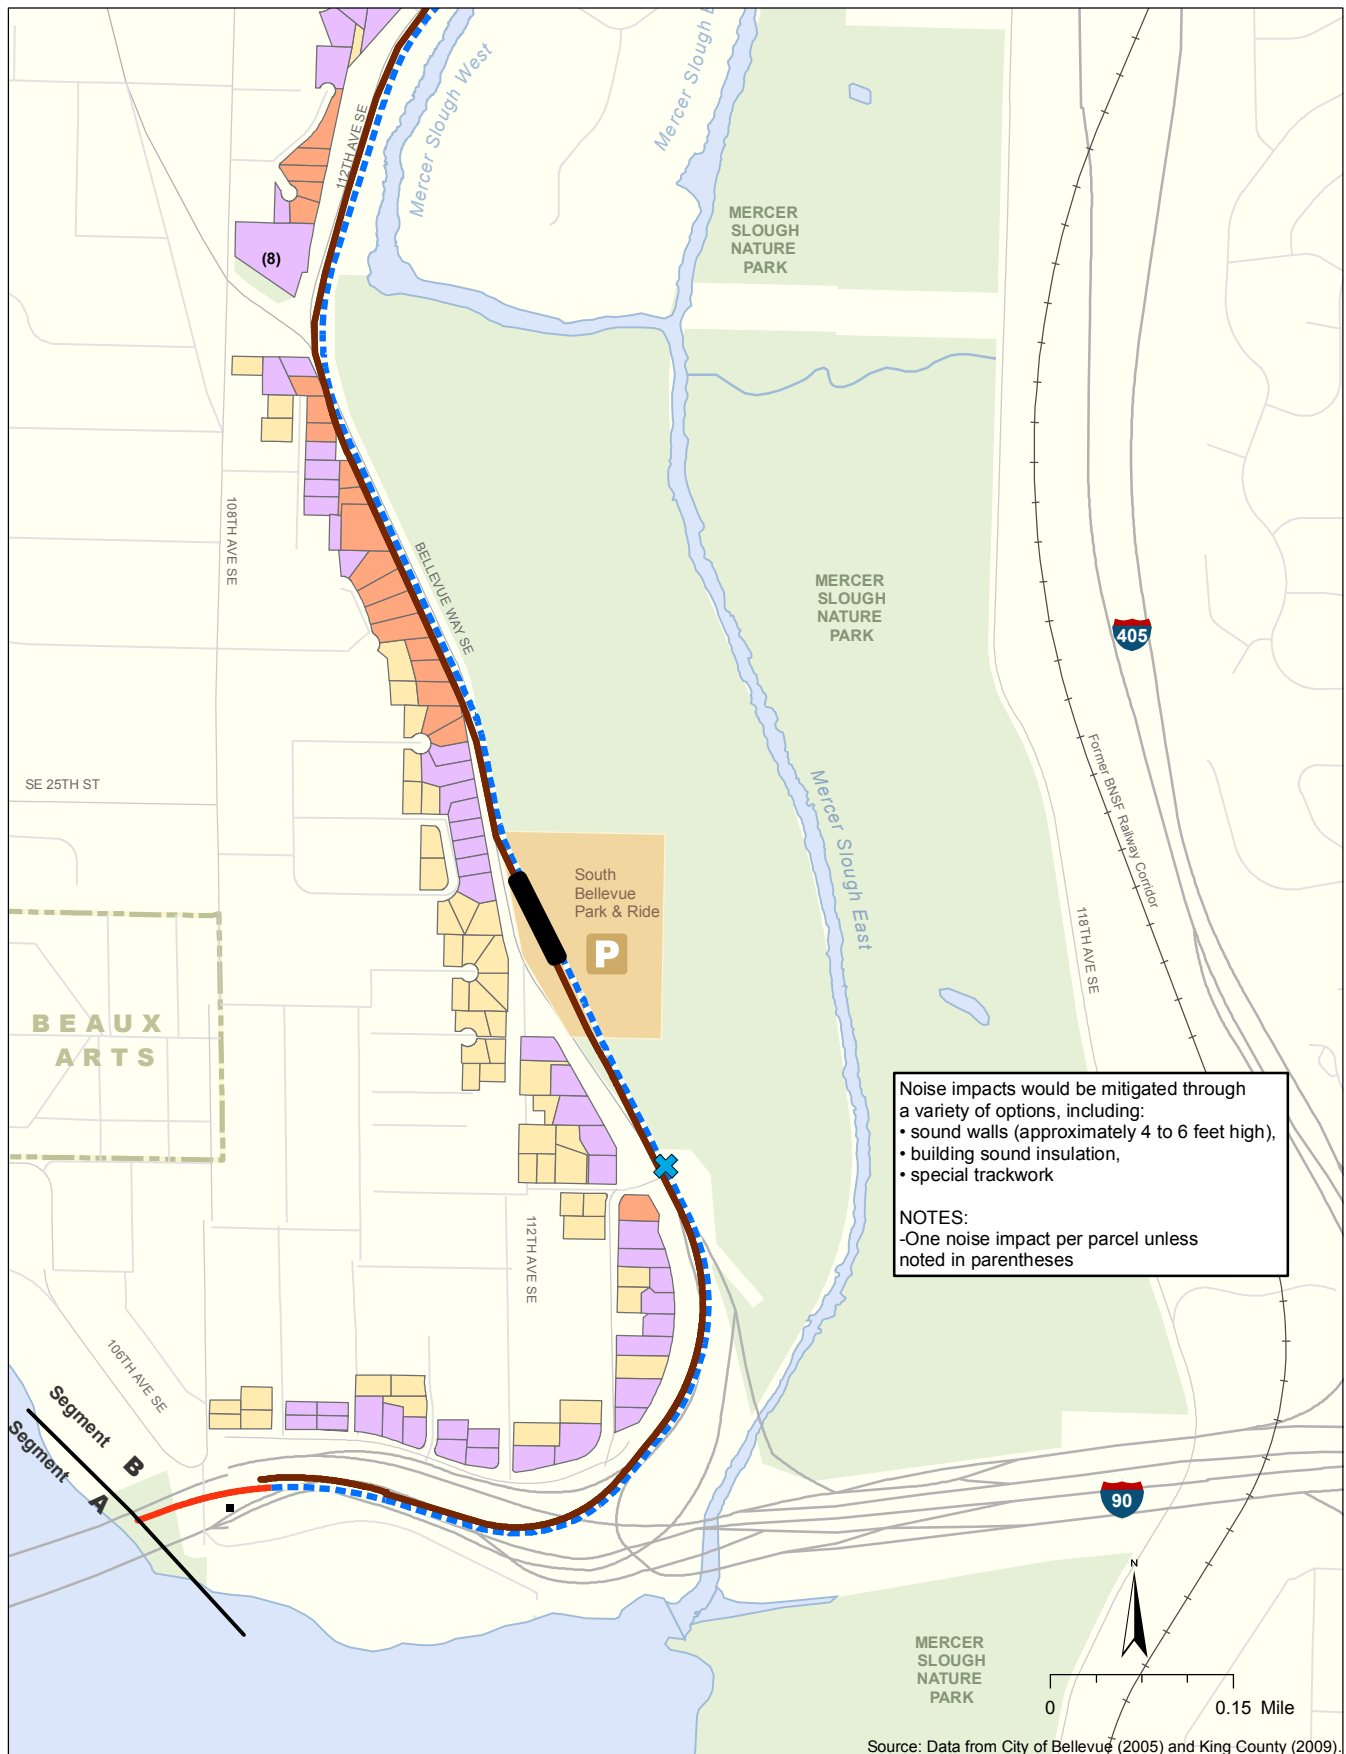 Mercer Slough West
Mercer Slough
112TH AVE SE
MERCER
SLOUGH
NATURE
PARK
(8)
108TH AVE SE
BELLEVUE WAY SE
MERCER
SLOUGH
NATURE
PARK
405
Former BNSF Railway Corridor
SE 25TH ST
Mercer Slough East
South
Bellevue
Park & Ride
P
118TH AVE SE
BEAUX
ARTS
Noise impacts would be mitigated through
a variety of options, including:
• sound walls (approximately 4 to 6 feet high),
• building sound insulation,
• special trackwork
NOTES:
-One noise impact per parcel unless
noted in parentheses
112TH AVE SE
106TH AVE SE
Segment B
Segment A
90
N
MERCER
SLOUGH
NATURE
PARK
0 0.15 Mile
Source: Data from City of Bellevue (2005) and King County (2009).